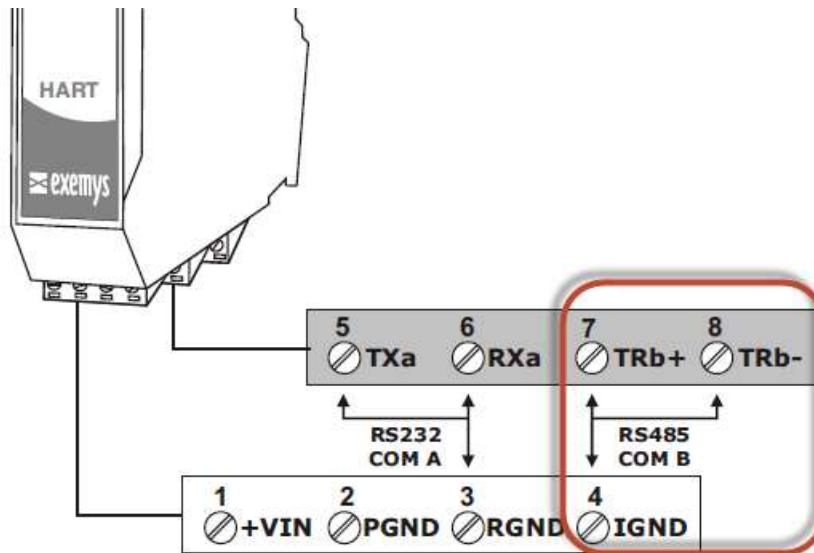 HART
exemys
5 6 7 8
TXa RXa TRb+ TRb-
RS232 RS485
COM A COM B
1 2 3 4
+VIN PGND RGND IGND